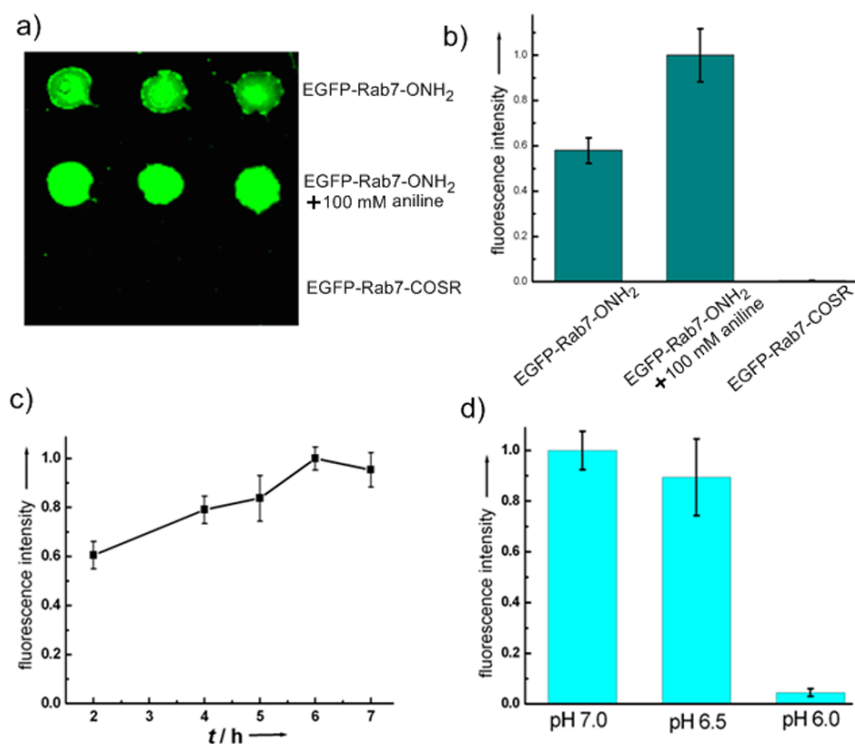 a)
EGFP-Rab7-ONH₂
EGFP-Rab7-ONH₂
+100 mM aniline
EGFP-Rab7-COSR
b)
fluorescence intensity
1.0
0.8
0.6
0.4
0.2
0.0
EGFP-Rab7-ONH₂
EGFP-Rab7-ONH₂
+100 mM aniline
EGFP-Rab7-COSR
c)
fluorescence intensity
1.0
0.8
0.6
0.4
0.2
0.0
2 3 4 5 6 7
t / h
d)
fluorescence intensity
1.0
0.8
0.6
0.4
0.2
0.0
pH 7.0 pH 6.5 pH 6.0